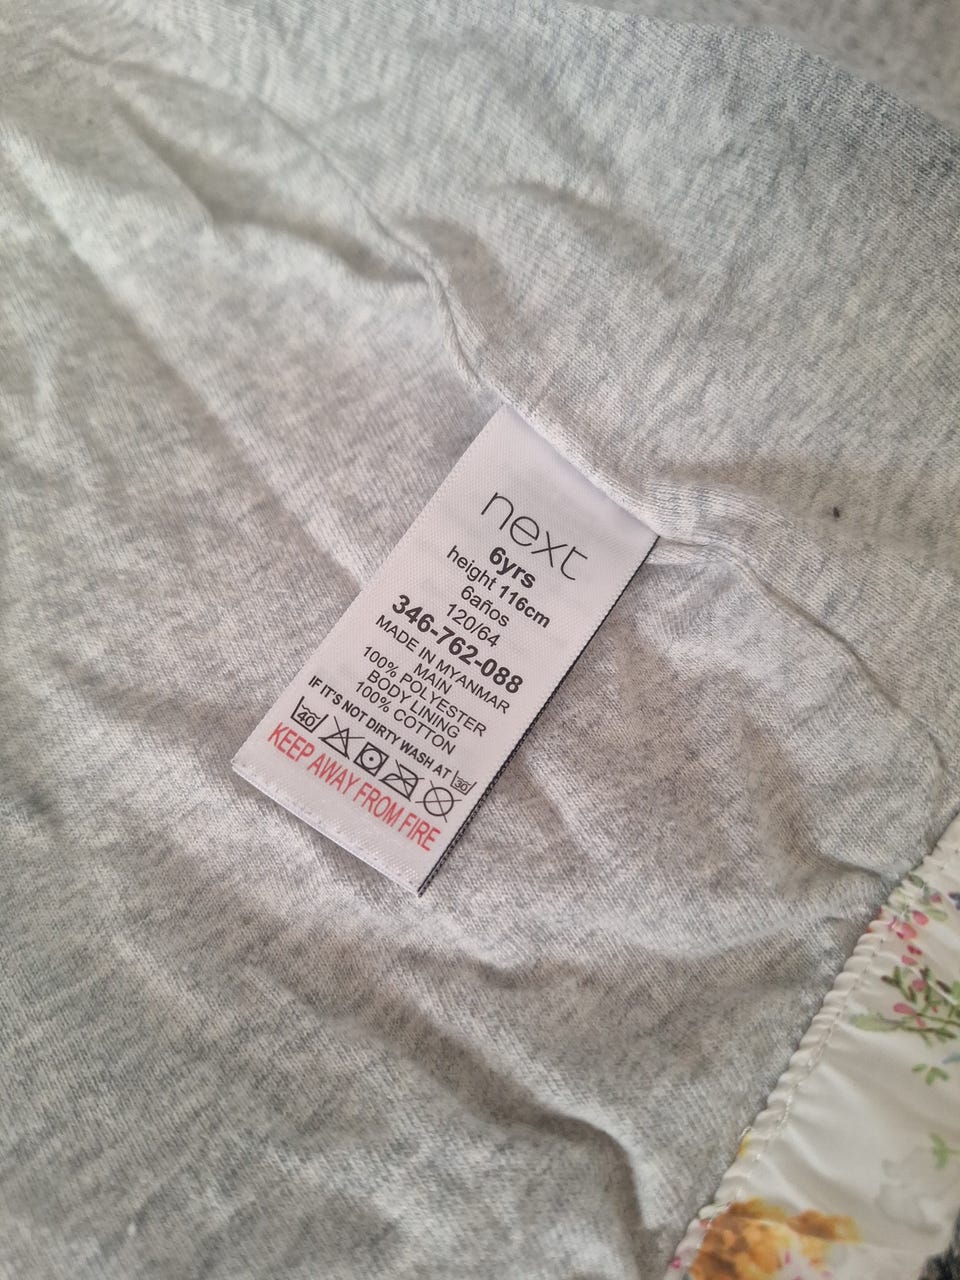 next
6yrs
height 116cm
6años
120/64
346-762-088
MADE IN MYANMAR
MAIN
100% POLYESTER
BODY LINING
100% COTTON
IF IT'S NOT DIRTY WASH AT 30
40
KEEP AWAY FROM FIRE